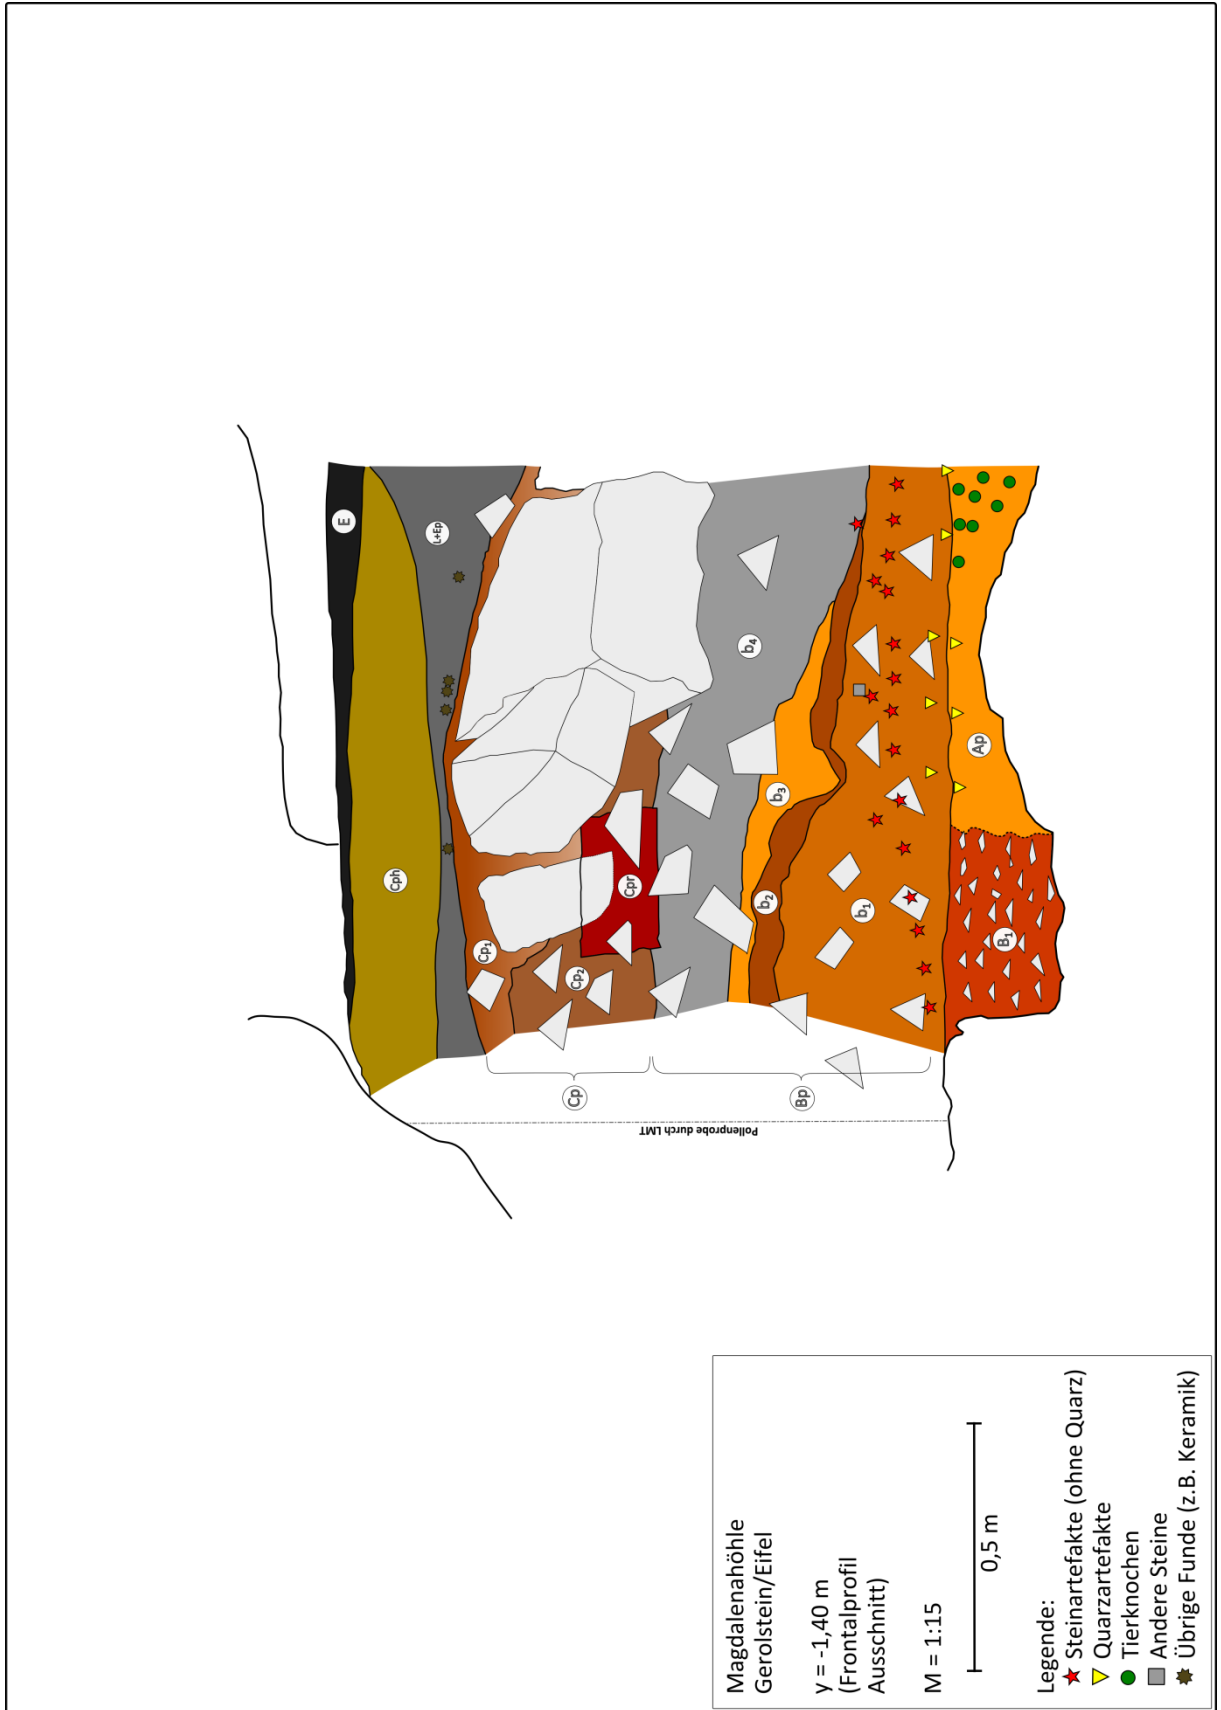 E
Cph
L+Ep
Cp1
Cp2
Cpr
Cp
b4
b3
b2
b1
Bp
Ap
B1
Pollenprobe durch LMT
Magdalenahöhle
Gerolstein/Eifel
y = -1,40 m
(Frontalprofil
Ausschnitt)
M = 1:15
0,5 m
Legende:
Steinartefakte (ohne Quarz)
Quarzartefakte
Tierknochen
Andere Steine
Übrige Funde (z.B. Keramik)